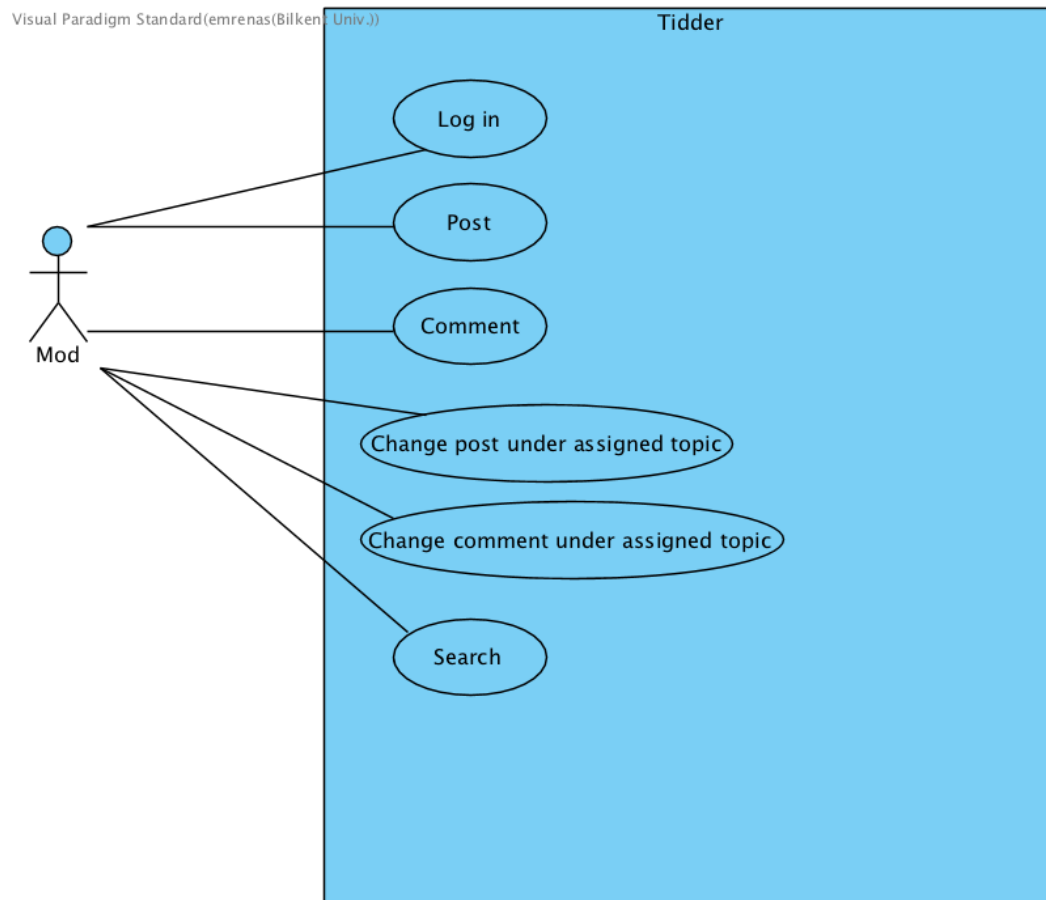 Visual Paradigm Standard(emrenas(Bilkent Univ.))
Tidder
Log in
Post
Comment
Mod
Change post under assigned topic
Change comment under assigned topic
Search